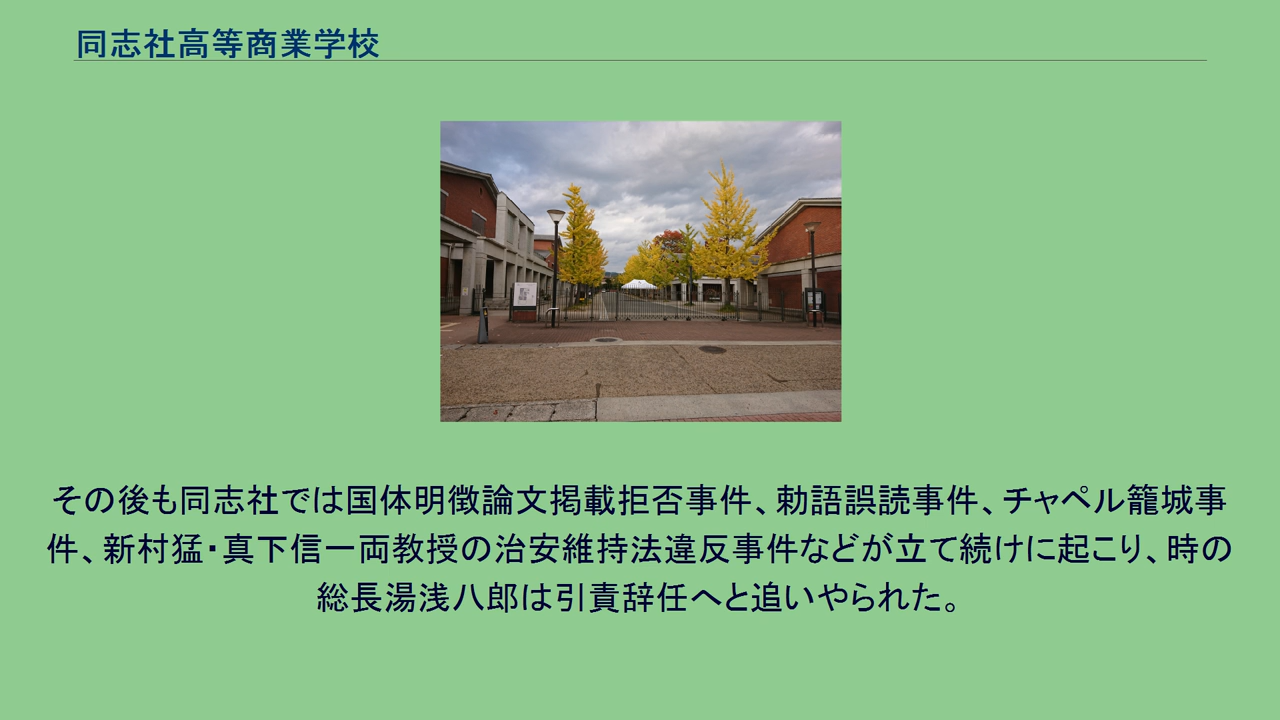 同志社高等商業学校
その後も同志社では国体明徴論文掲載拒否事件、勅語誤読事件、チャペル籠城事
件、新村猛・真下信一両教授の治安維持法違反事件などが立て続けに起こり、時の
総長湯浅八郎は引責辞任へと追いやられた。